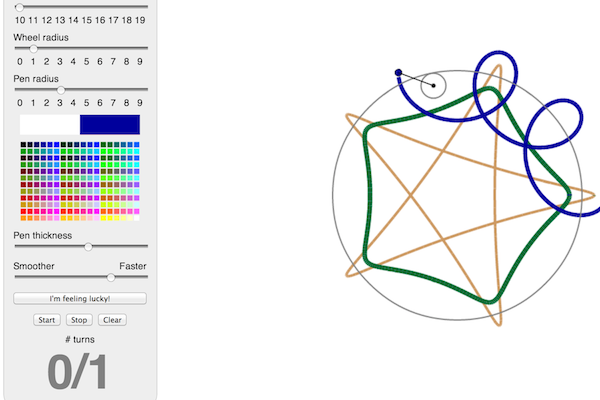 10 11 12 13 14 15 16 17 18 19
Wheel radius
0 1 2 3 4 5 6 7 8 9
Pen radius
0 1 2 3 4 5 6 7 8 9
Pen thickness
Smoother Faster
I'm feeling lucky!
Start Stop Clear
# turns
0/1